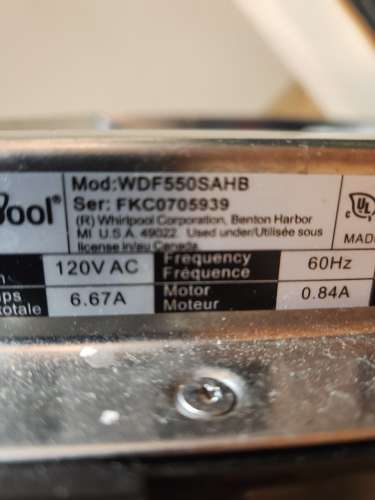 Mod:WDF550SAHB
Ser: FKC0705939
(R) Whirlpool Corporation, Benton Harbor
MI U.S.A. 49022. Used under/Utilisée sous
license in/au Canada.
120V AC
Frequency
Fréquence
60Hz
6.67A
Motor
Moteur
0.84A
UL